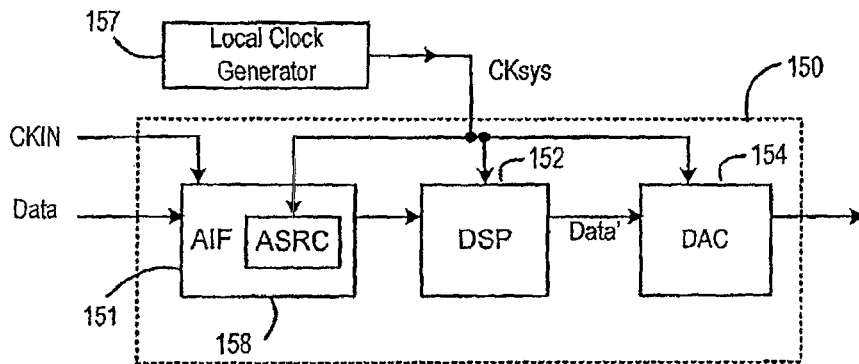 157
Local Clock
Generator
CKsys
150
CKIN
152
154
Data
AIF
ASRC
DSP
Data'
DAC
151
158